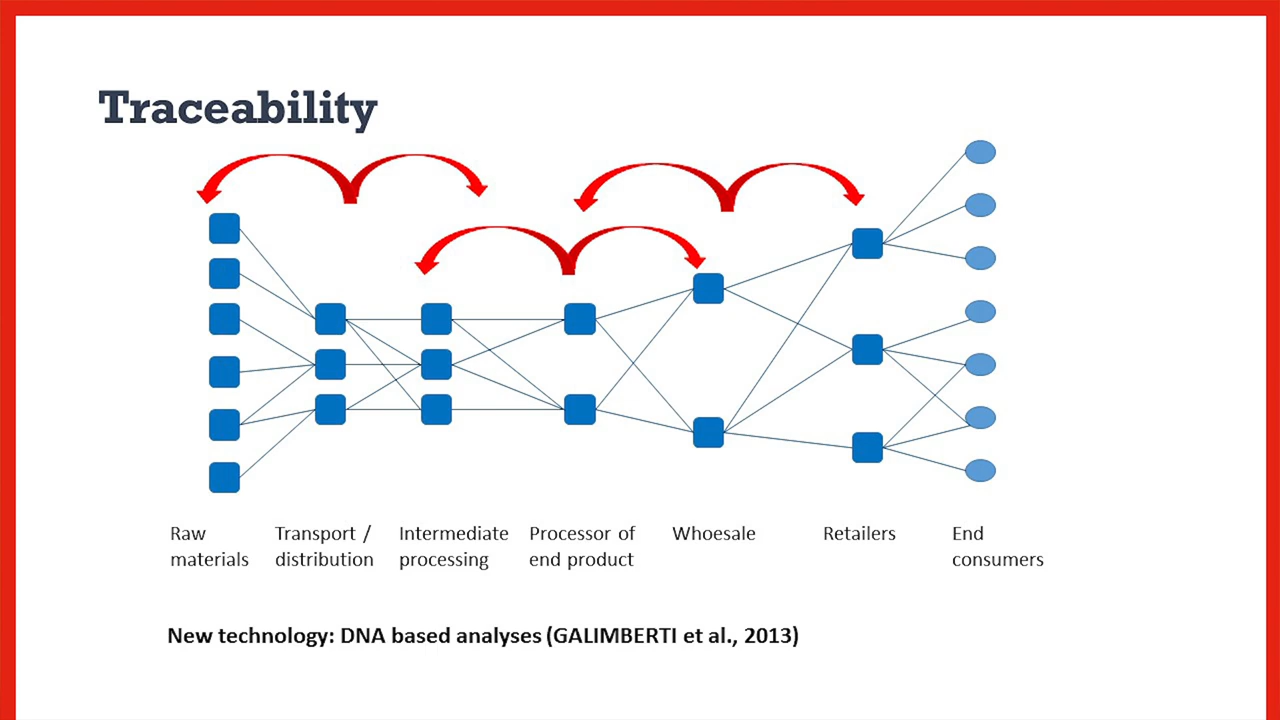 Traceability
Raw materials
Transport / distribution
Intermediate processing
Processor of end product
Whoesale
Retailers
End consumers
New technology: DNA based analyses (GALIMBERTI et al., 2013)